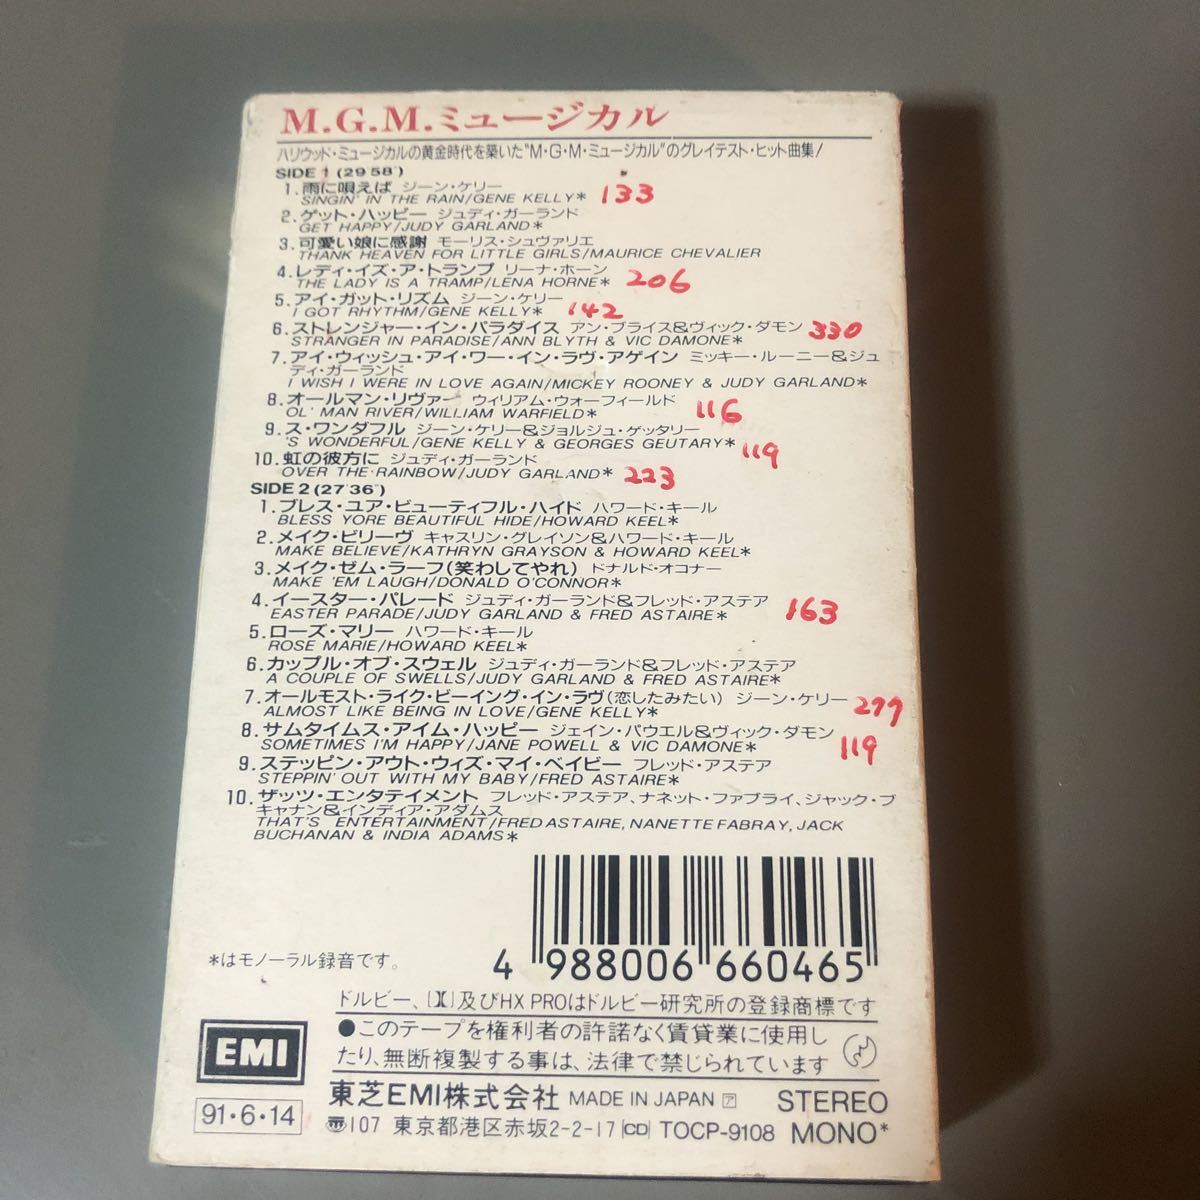 M.G.M.ミュージカル
ハリウッド・ミュージカルの黄金時代を築いた"M・G・M・ミュージカル"のグレイテスト・ヒット曲集!
SIDE 1 (29'58")
1.雨に唄えば ジーン・ケリー
SINGIN' IN THE RAIN/GENE KELLY* 133
2.ゲット・ハッピー ジュディ・ガーランド
GET HAPPY/JUDY GARLAND*
3.可愛い娘に感謝 モーリス・シュヴァリエ
THANK HEAVEN FOR LITTLE GIRLS/MAURICE CHEVALIER
4.レディ・イズ・ア・トランプ リーナ・ホーン
THE LADY IS A TRAMP/LENA HORNE* 206
5.アイ・ガット・リズム ジーン・ケリー
I GOT RHYTHM/GENE KELLY* 142
6.ストレンジャー・イン・パラダイス アン・ブライス&ヴィック・ダモン 330
STRANGER IN PARADISE/ANN BLYTH & VIC DAMONE*
7.アイ・ウィッシュ・アイ・ワー・イン・ラヴ・アゲイン ミッキー・ルーニー&ジュ
ディ・ガーランド
I WISH I WERE IN LOVE AGAIN/MICKEY ROONEY & JUDY GARLAND*
8.オールマン・リヴァー ウィリアム・ウォーフィールド 116
OL' MAN RIVER/WILLIAM WARFIELD*
9.ス・ワンダフル ジーン・ケリー&ジョルジュ・ゲッタリー
'S WONDERFUL/GENE KELLY & GEORGES GEUTARY* 119
10.虹の彼方に ジュディ・ガーランド
OVER THE RAINBOW/JUDY GARLAND* 223
SIDE 2 (27'36")
1.ブレス・ユア・ビューティフル・ハイド ハワード・キール
BLESS YORE BEAUTIFUL HIDE/HOWARD KEEL*
2.メイク・ビリーヴ キャスリン・グレイソン&ハワード・キール
MAKE BELIEVE/KATHRYN GRAYSON & HOWARD KEEL*
3.メイク・ゼム・ラーフ(笑わしてやれ) ドナルド・オコナー
MAKE 'EM LAUGH/DONALD O'CONNOR*
4.イースター・パレード ジュディ・ガーランド&フレッド・アステア 163
EASTER PARADE/JUDY GARLAND & FRED ASTAIRE*
5.ローズ・マリー ハワード・キール
ROSE MARIE/HOWARD KEEL*
6.カップル・オブ・スウェル ジュディ・ガーランド&フレッド・アステア
A COUPLE OF SWELLS/JUDY GARLAND & FRED ASTAIRE*
7.オールモスト・ライク・ビーイング・イン・ラヴ(恋したみたい) ジーン・ケリー 277
ALMOST LIKE BEING IN LOVE/GENE KELLY*
8.サムタイムス・アイム・ハッピー ジェイン・パウエル&ヴィック・ダモン
SOMETIMES I'M HAPPY/JANE POWELL & VIC DAMONE* 119
9.ステッピン・アウト・ウィズ・マイ・ベイビー フレッド・アステア
STEPPIN' OUT WITH MY BABY/FRED ASTAIRE*
10.ザッツ・エンタテイメント フレッド・アステア、ナネット・ファブライ、ジャック・ブ
キャナン&インディア・アダムス
THAT'S ENTERTAINMENT/FRED ASTAIRE, NANETTE FABRAY, JACK
BUCHANAN & INDIA ADAMS*
*はモノーラル録音です。
4 988006 660465
ドルビー、及びHX PROはドルビー研究所の登録商標です
●このテープを権利者の許諾なく賃貸業に使用し
たり、無断複製する事は、法律で禁じられています
EMI
91・6・14
東芝EMI株式会社 MADE IN JAPAN ア STEREO
〒107 東京都港区赤坂2-2-17 CD TOCP-9108 MONO*